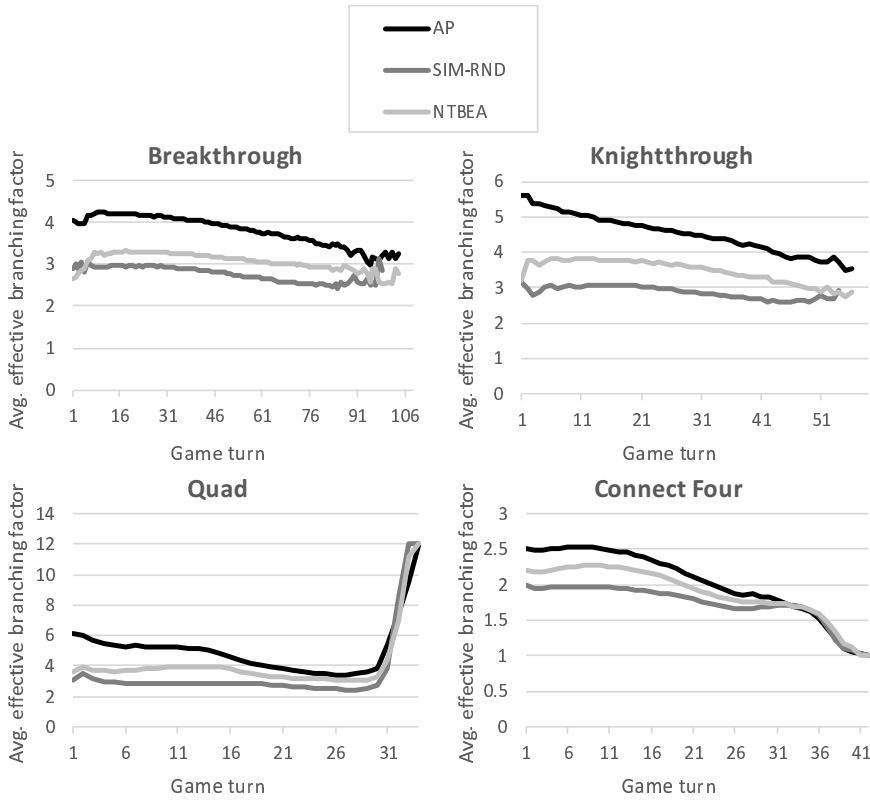 AP
SIM-RND
NTBEA
Breakthrough
Avg. effective branching factor
5
4
3
2
1
0
1 16 31 46 61 76 91 106
Game turn
Knightthrough
Avg. effective branching factor
6
5
4
3
2
1
0
1 11 21 31 41 51
Game turn
Quad
Avg. effective branching factor
14
12
10
8
6
4
2
0
1 6 11 16 21 26 31
Game turn
Connect Four
Avg. effective branching factor
3
2.5
2
1.5
1
0.5
0
1 6 11 16 21 26 31 36 41
Game turn